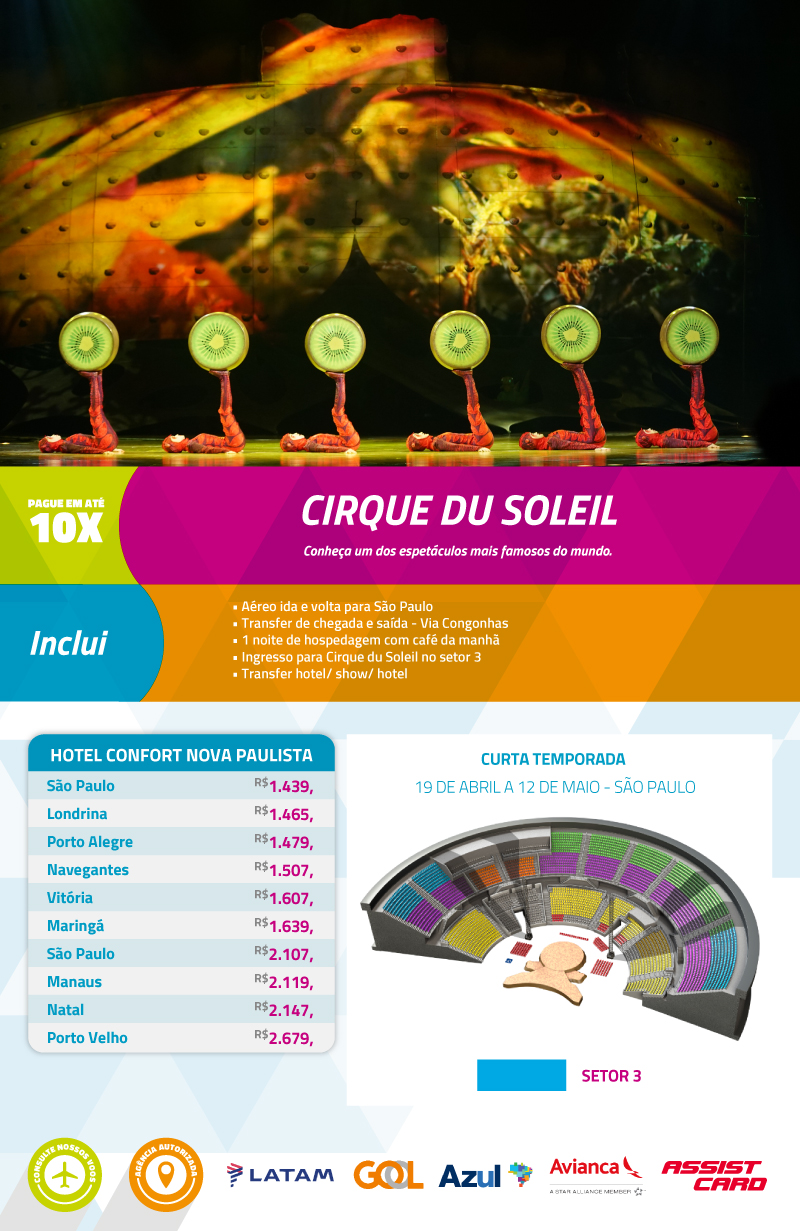 PAGUE EM ATÉ
10X
CIRQUE DU SOLEIL
Conheça um dos espetáculos mais famosos do mundo.
Inclui
• Aéreo ida e volta para São Paulo
• Transfer de chegada e saída - Via Congonhas
• 1 noite de hospedagem com café da manhã
• Ingresso para Cirque du Soleil no setor 3
• Transfer hotel/ show/ hotel
HOTEL CONFORT NOVA PAULISTA
São Paulo R$1.439,
Londrina R$1.465,
Porto Alegre R$1.479,
Navegantes R$1.507,
Vitória R$1.607,
Maringá R$1.639,
São Paulo R$2.107,
Manaus R$2.119,
Natal R$2.147,
Porto Velho R$2.679,
CURTA TEMPORADA
19 DE ABRIL A 12 DE MAIO - SÃO PAULO
SETOR 3
CONSULTE NOSSOS VOOS
AGÊNCIA AUTORIZADA
LATAM
GOL
Azul
Avianca
A STAR ALLIANCE MEMBER
ASSIST
CARD